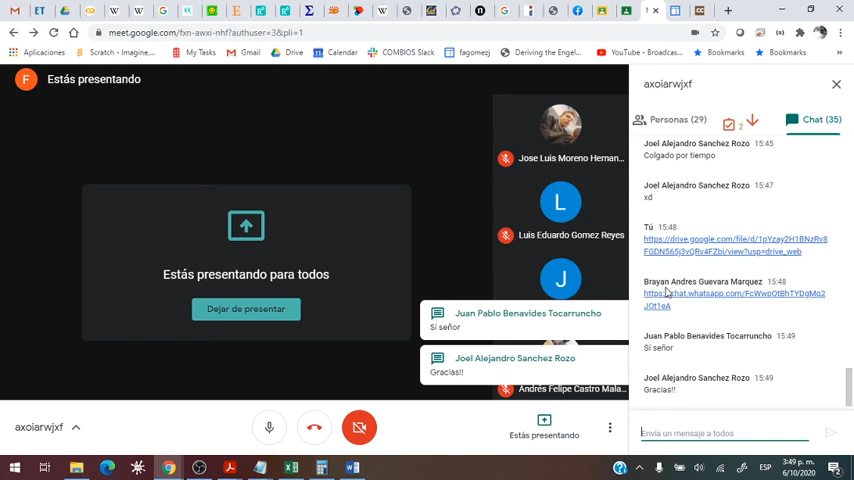 meet.google.com/fxn-awxi-nhf?authuser=3&pli=1
Aplicaciones
Scratch - Imagine,...
My Tasks
Gmail
Drive
Calendar
COMBIOS Slack
fagomezj
Deriving the Engel...
YouTube - Broadcas...
Bookmarks
Bookmarks
F
Estás presentando
Estás presentando para todos
Dejar de presentar
Jose Luis Moreno Hernan...
L
Luis Eduardo Gomez Reyes
J
Juan Pablo Benavides Tocarruncho
Sí señor
Joel Alejandro Sanchez Rozo
Gracias!!
Andrés Felipe Castro Mala...
axoiarwjxf
Personas (29)
2
Chat (35)
Joel Alejandro Sanchez Rozo 15:45
Colgado por tiempo
Joel Alejandro Sanchez Rozo 15:47
xd
Tú 15:48
https://drive.google.com/file/d/1pYzay2H1BNzRv8
FGDN565j3vQRv4FZbi/view?usp=drive_web
Brayan Andres Guevara Marquez 15:48
https://chat.whatsapp.com/FcWwpOtBhTYDgMq2
JOt1eA
Juan Pablo Benavides Tocarruncho 15:49
Sí señor
Joel Alejandro Sanchez Rozo 15:49
Gracias!!
Envía un mensaje a todos
axoiarwjxf
Estás presentando
ESP
3:49 p. m.
6/10/2020
2